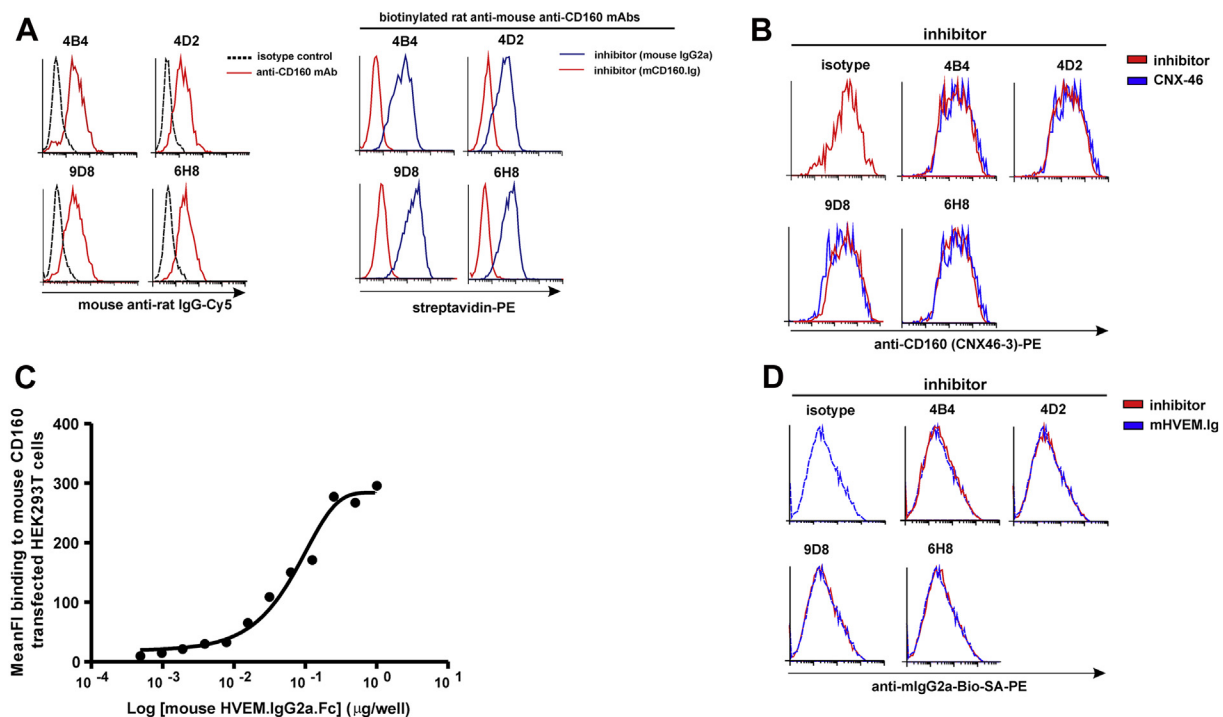 A
4B4
4D2
isotype control
anti-CD160 mAb
9D8
6H8
mouse anti-rat IgG-Cy5
biotinylated rat anti-mouse anti-CD160 mAbs
4B4
4D2
inhibitor (mouse IgG2a)
inhibitor (mCD160.Ig)
9D8
6H8
streptavidin-PE
B
inhibitor
isotype
4B4
4D2
inhibitor
CNX-46
9D8
6H8
anti-CD160 (CNX46-3)-PE
C
MeanFI binding to mouse CD160
transfected HEK293T cells
400
300
200
100
0
10 -4
10 -3
10 -2
10 -1
10 0
10 1
Log [mouse HVEM.IgG2a.Fc] (μg/well)
D
inhibitor
isotype
4B4
4D2
inhibitor
mHVEM.Ig
9D8
6H8
anti-mIgG2a-Bio-SA-PE